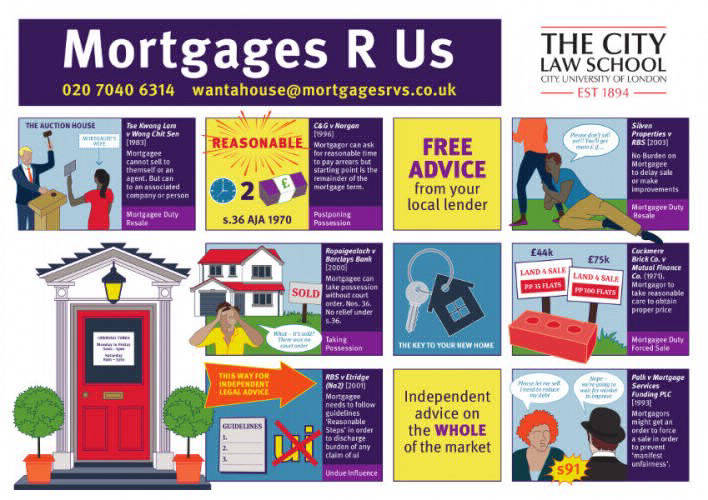 Mortgages R Us
020 7040 6314 wantahouse@mortgagesrvs.co.uk
THE CITY
LAW SCHOOL
CITY, UNIVERSITY OF LONDON
EST 1894
THE AUCTION HOUSE
MORTGAGEE'S
WIFE
Tse Kwong Lam
v Wong Chit Sen
[1983]
Mortgagee
cannot sell to
themself or an
agent. But can
to an associated
company or person
Mortgagee Duty
Resale
REASONABLE
2
£
s.36 AJA 1970
C&G v Norgan
[1996]
Mortgagor can ask
for reasonable time
to pay arrears but
starting point is the
remainder of the
mortgage term.
Postponing
Possession
FREE
ADVICE
from your
local lender
Please don't sell
yet!! You'll get
more if, if...
Silven
Properties v
RBS [2003]
No Burden on
Mortgagee
to delay sale
or make
improvements
Mortgagee Duty
Resale
OPENING TIMES
Monday to Friday
9am – 5pm
Saturday
SOLD
What – it's sold?
There was no
court order
Ropaigealach v
Barclays Bank
[2000]
Mortgagee can
take possession
without court
order. Nos. 36.
No relief under
s.36.
Taking
Possession
THE KEY TO YOUR NEW HOME
£44k
£75k
LAND 4 SALE
PP 35 FLATS
LAND 4 SALE
PP 100 FLATS
Cuckmere
Brick Co. v
Mutual Finance
Co. (1971).
Mortgagor to
take reasonable
care to obtain
proper price
Mortgagee Duty
Forced Sale
THIS WAY FOR
INDEPENDENT
LEGAL ADVICE
GUIDELINES
1.
2.
3.
ui
RBS v Etridge
(No2) [2001]
Mortgagee
needs to follow
guidelines
'Reasonable
Steps' in order
to discharge
burden of any
claim of ui
Undue Influence
Independent
advice on
the WHOLE
of the market
Please let me sell
I need to reduce
my debt
Nope –
we're going to
wait for market
to improve
s91
Palk v Mortgage
Services
Funding PLC
[1993]
Mortgagors
might get an
order to force
a sale in order
to prevent
'manifest
unfairness'.